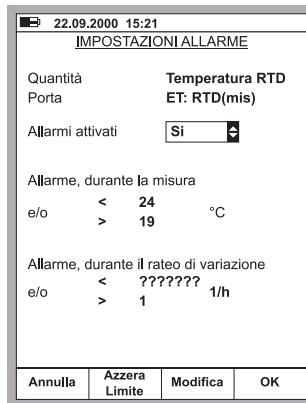 22.09.2000 15:21
IMPOSTAZIONI ALLARME
Quantità Temperatura RTD
Porta ET: RTD(mis)
Allarmi attivati Si
Allarme, durante la misura
< 24
e/o °C
> 19
Allarme, durante il rateo di variazione
< ???????
e/o 1/h
> 1
Annulla Azzera Limite Modifica OK